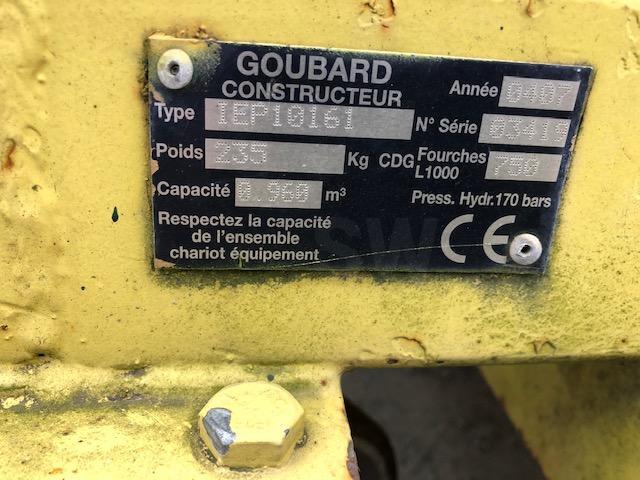 GOUBARD
CONSTRUCTEUR
Année 0407
Type IEP10161
N° Série 03419
Poids 235 Kg CDG Fourches L1000 750
Capacité 0.960 m³
Press. Hydr.170 bars
Respectez la capacité
de l'ensemble
chariot équipement
CE